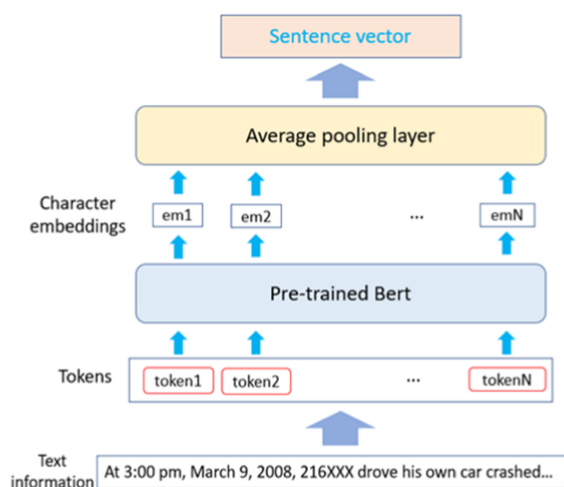 Sentence vector
Average pooling layer
Character
embeddings
em1
em2
...
emN
Pre-trained Bert
Tokens
token1
token2
...
tokenN
Text
information
At 3:00 pm, March 9, 2008, 216XXX drove his own car crashed...